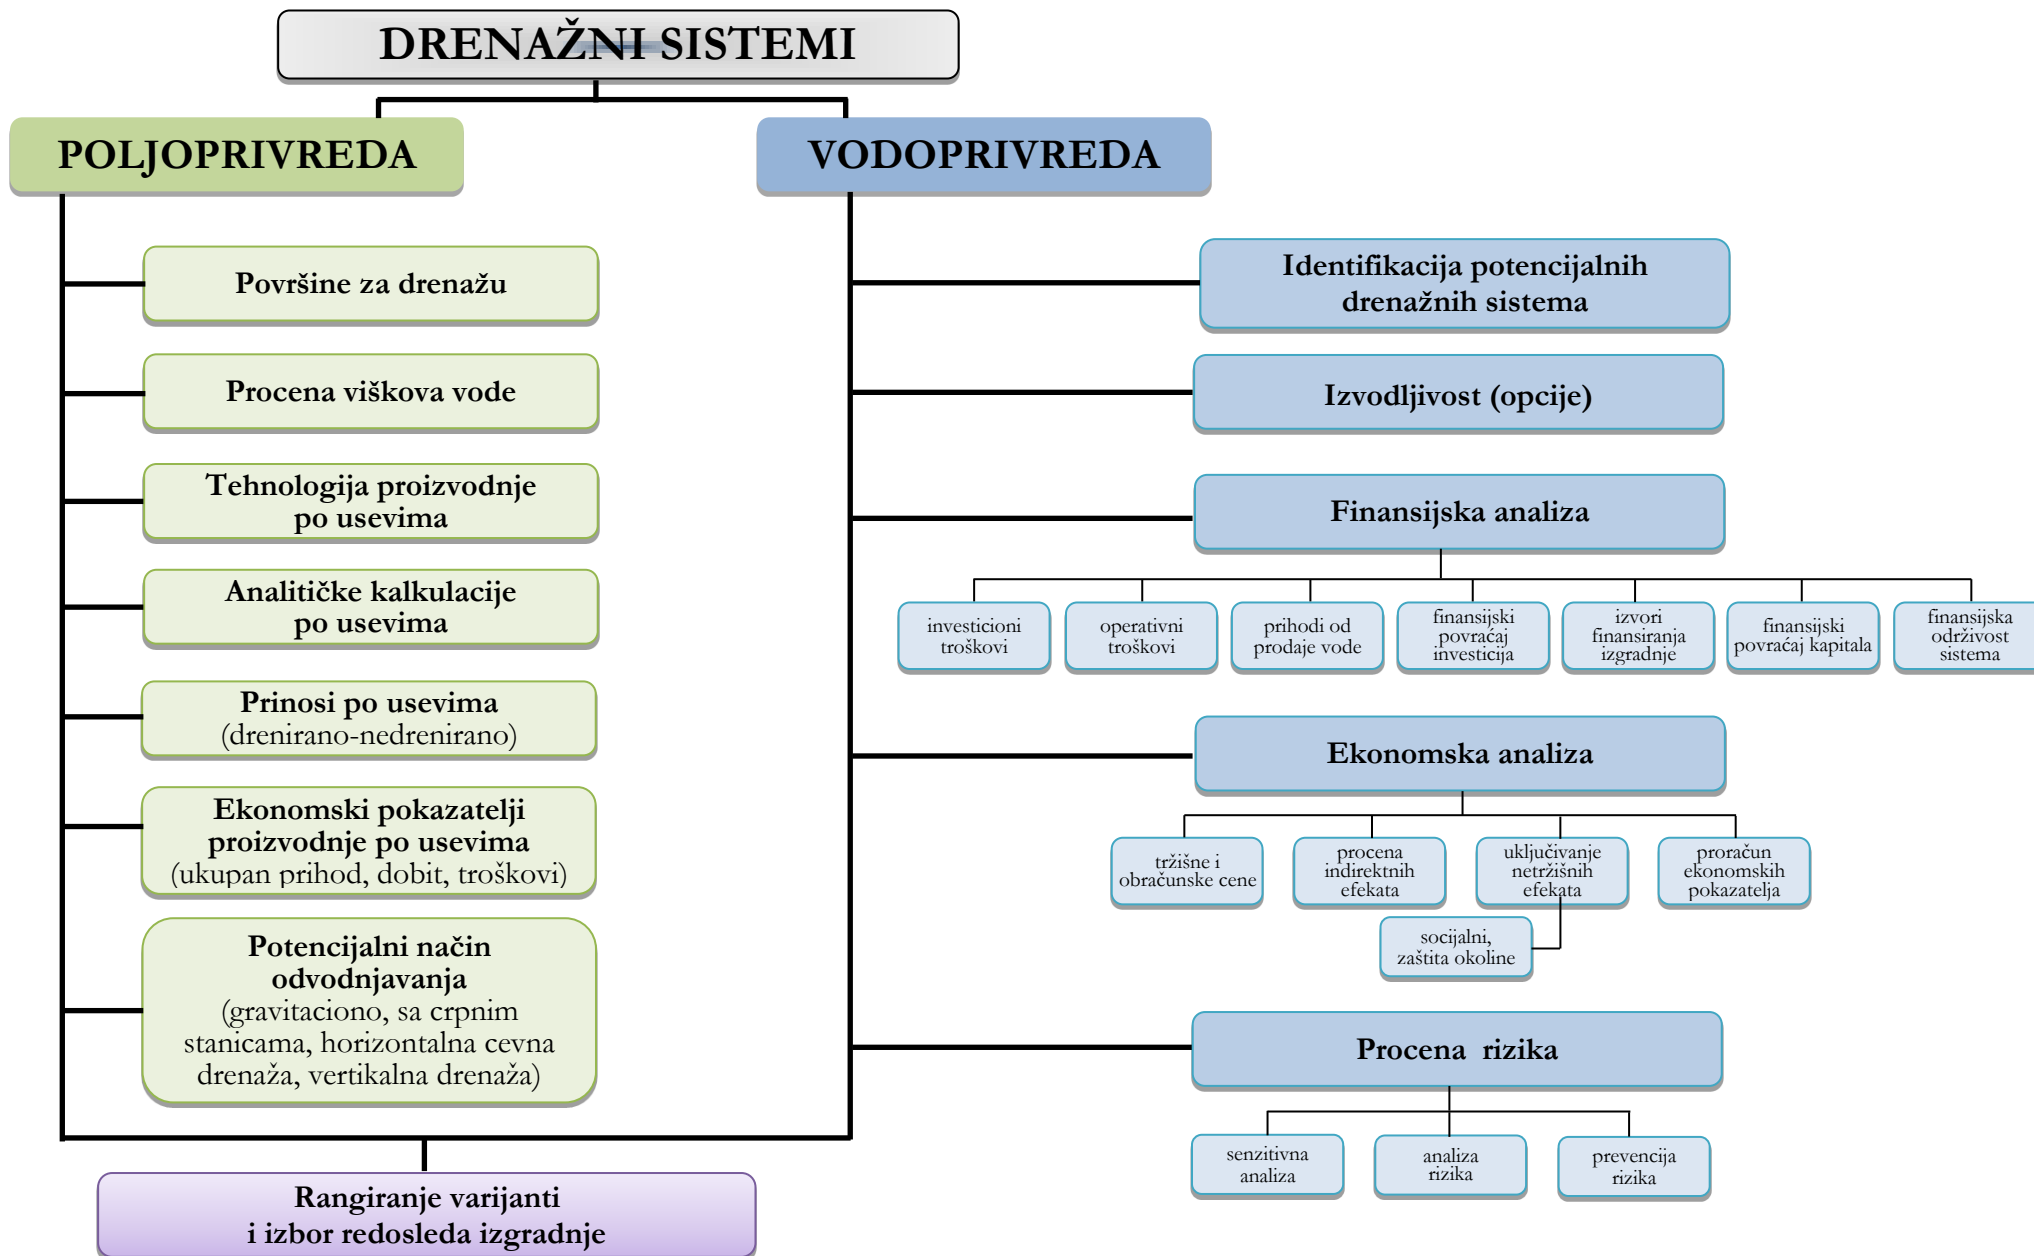 DRENAŽNI SISTEMI
POLJOPRIVREDA
Površine za drenažu
Procena viškova vode
Tehnologija proizvodnje
po usevima
Analitičke kalkulacije
po usevima
Prinosi po usevima
(drenirano-nedrenirano)
Ekonomski pokazatelji
proizvodnje po usevima
(ukupan prihod, dobit, troškovi)
Potencijalni način
odvodnjavanja
(gravitaciono, sa crpnim
stanicama, horizontalna cevna
drenaža, vertikalna drenaža)
VODOPRIVREDA
Identifikacija potencijalnih
drenažnih sistema
Izvodljivost (opcije)
Finansijska analiza
investicioni
troškovi
operativni
troškovi
prihodi od
prodaje vode
finansijski
povraćaj
investicija
izvori
finansiranja
izgradnje
finansijski
povraćaj kapitala
finansijska
održivost
sistema
Ekonomska analiza
tržišne i
obračunske cene
procena
indirektnih
efekata
uključivanje
netržišnih
efekata
proračun
ekonomskih
pokazatelja
socijalni,
zaštita okoline
Procena rizika
senzitivna
analiza
analiza
rizika
prevencija
rizika
Rangiranje varijanti
i izbor redosleda izgradnje